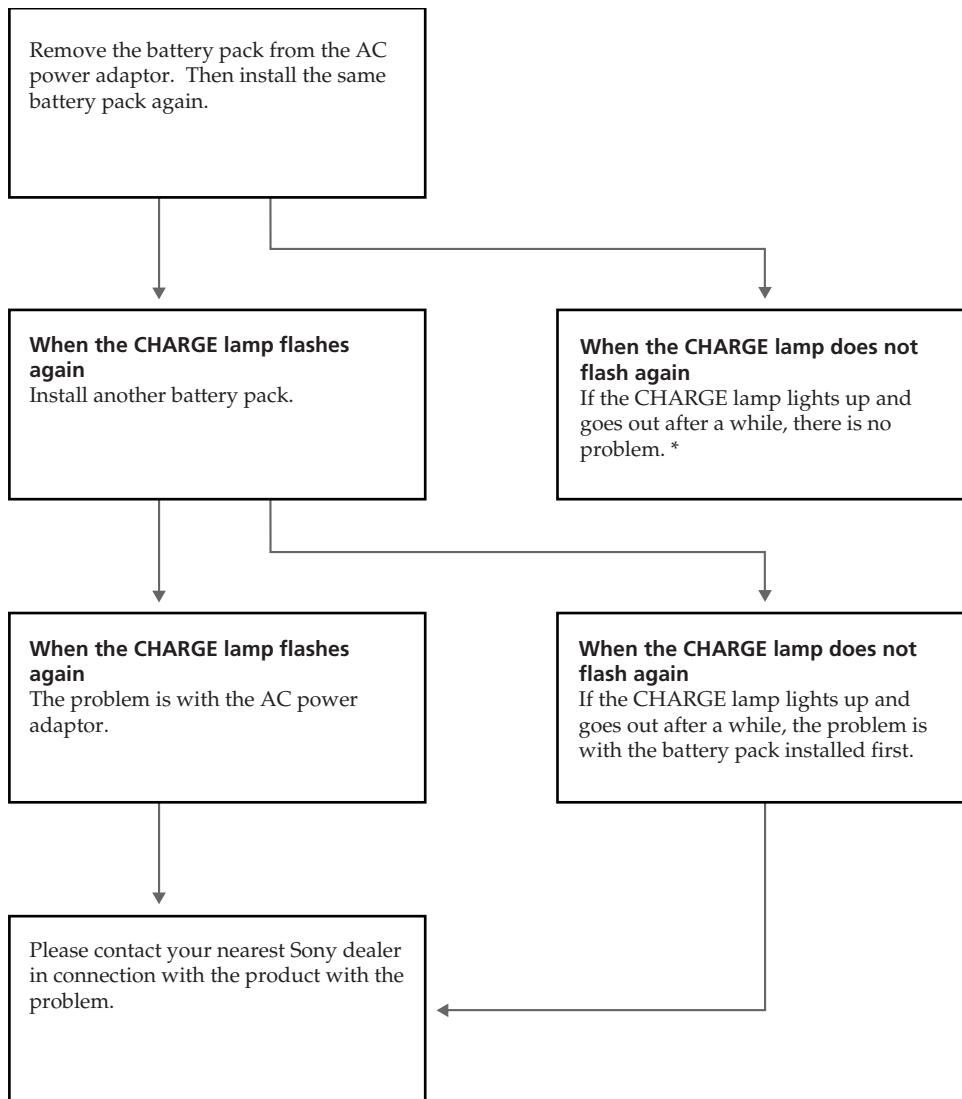 Remove the battery pack from the AC
power adaptor.  Then install the same
battery pack again.
When the CHARGE lamp flashes
again
Install another battery pack.
When the CHARGE lamp does not
flash again
If the CHARGE lamp lights up and
goes out after a while, there is no
problem. *
When the CHARGE lamp flashes
again
The problem is with the AC power
adaptor.
When the CHARGE lamp does not
flash again
If the CHARGE lamp lights up and
goes out after a while, the problem is
with the battery pack installed first.
Please contact your nearest Sony dealer
in connection with the product with the
problem.